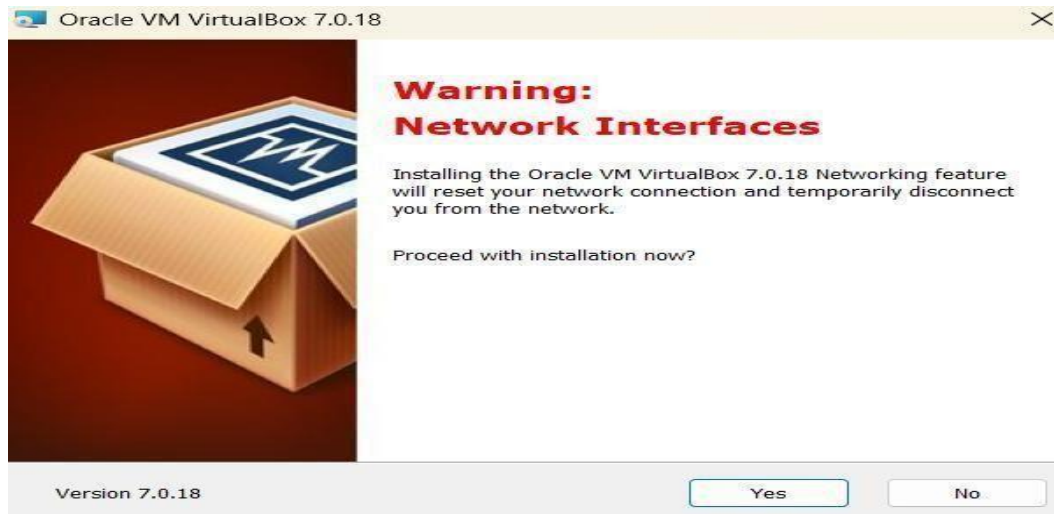 Oracle VM VirtualBox 7.0.18
Warning:
Network Interfaces
Installing the Oracle VM VirtualBox 7.0.18 Networking feature
will reset your network connection and temporarily disconnect
you from the network.
Proceed with installation now?
Version 7.0.18
Yes
No